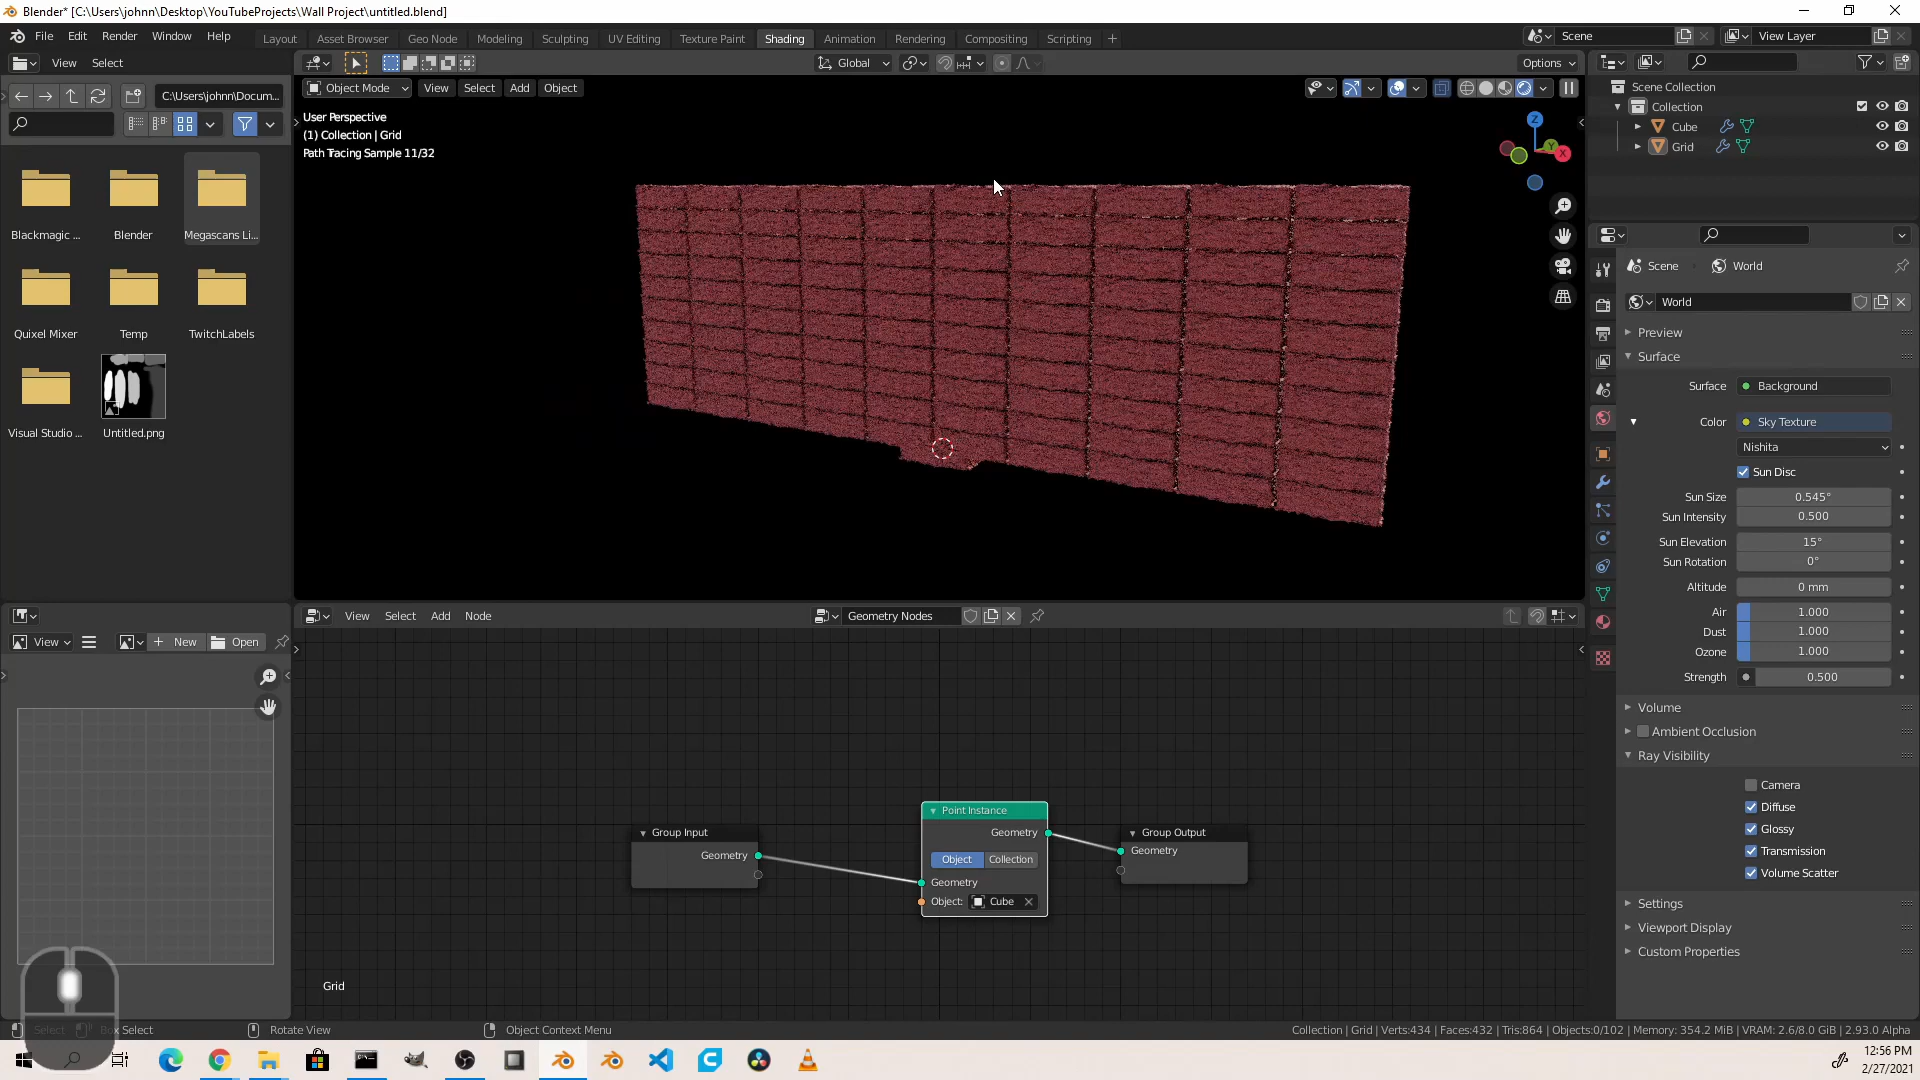 Blender* [C:\Users\johnn\Desktop\YouTubeProjects\Wall Project\untitled.blend]
File Edit Render Window Help
Layout Asset Browser Geo Node Modeling Sculpting UV Editing Texture Paint Shading Animation Rendering Compositing Scripting
Scene
View Layer
View Select
Global
Options
C:\Users\johnn\Docum...
Object Mode View Select Add Object
User Perspective
(1) Collection | Grid
Path Tracing Sample 11/32
Z
Y
X
Scene Collection
Collection
Cube
Grid
Blackmagic ...
Blender
Megascans Li...
Quixel Mixer
Temp
TwitchLabels
Visual Studio ...
Untitled.png
Scene World
World
Preview
Surface
Surface Background
Color Sky Texture
Nishita
Sun Disc
Sun Size 0.545°
Sun Intensity 0.500
Sun Elevation 15°
Sun Rotation 0°
Altitude 0 mm
Air 1.000
Dust 1.000
Ozone 1.000
Strength 0.500
Volume
Ambient Occlusion
Ray Visibility
Camera
Diffuse
Glossy
Transmission
Volume Scatter
Settings
Viewport Display
Custom Properties
View New Open
View Select Add Node
Geometry Nodes
Group Input
Geometry
Point Instance
Geometry
Object Collection
Geometry
Object: Cube
Group Output
Geometry
Grid
Select Box Select Rotate View Object Context Menu
Collection | Grid | Verts:434 | Faces:432 | Tris:864 | Objects:0/102 | Memory: 354.2 MiB | VRAM: 2.6/8.0 GiB | 2.93.0 Alpha
12:56 PM
2/27/2021